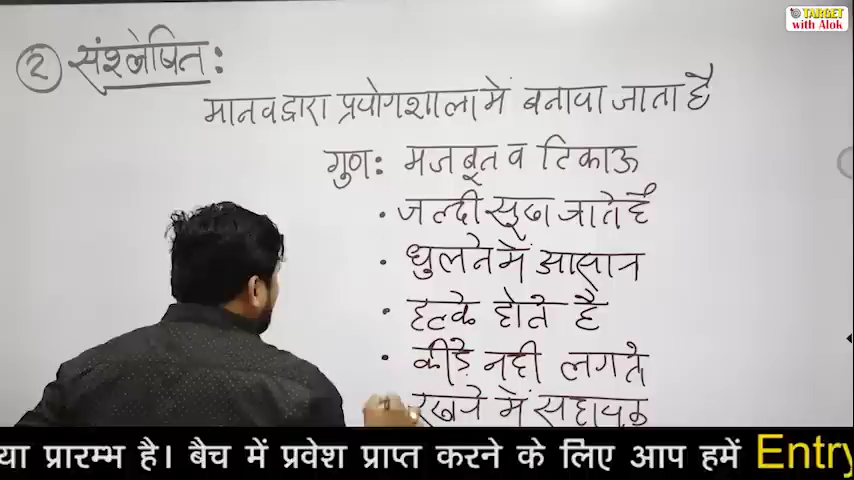 TARGET
with Alok
२ संश्लेषित:
मानव द्वारा प्रयोगशाला में बनाया जाता है
गुण: मजबूत व टिकाऊ
• जल्दी सूख जाते है
• धुलने में आसान
• हल्के होते है
• कीड़े नही लगते
रखने में सहायक
या प्रारम्भ है। बैच में प्रवेश प्राप्त करने के लिए आप हमें Entry